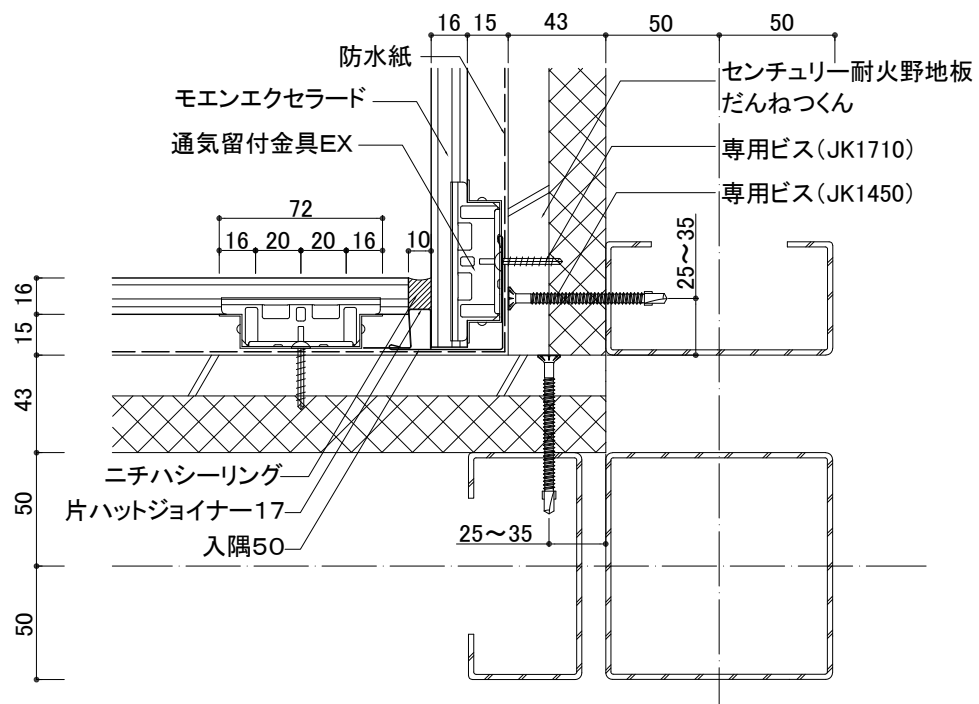 16 15 43 50 50
防水紙
モエンエクセラード
通気留付金具EX
センチュリー耐火野地板
だんねつくん
専用ビス(JK1710)
専用ビス(JK1450)
72
16 20 20 16 10
25~35
16
15
43
50
50
ニチハシーリング
片ハットジョイナー17
入隅50
25~35